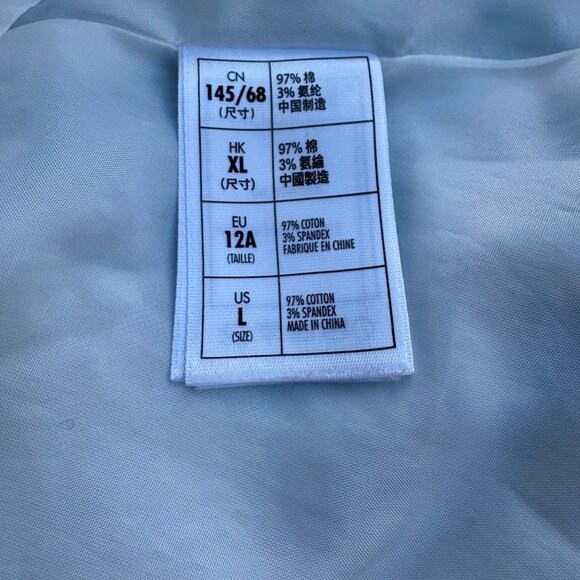 CN
145/68
(尺寸)
97% 棉
3% 氨纶
中国制造
HK
XL
(尺寸)
97% 棉
3% 氨綸
中國製造
EU
12A
(TAILLE)
97% COTON
3% SPANDEX
FABRIQUE EN CHINE
US
L
(SIZE)
97% COTTON
3% SPANDEX
MADE IN CHINA